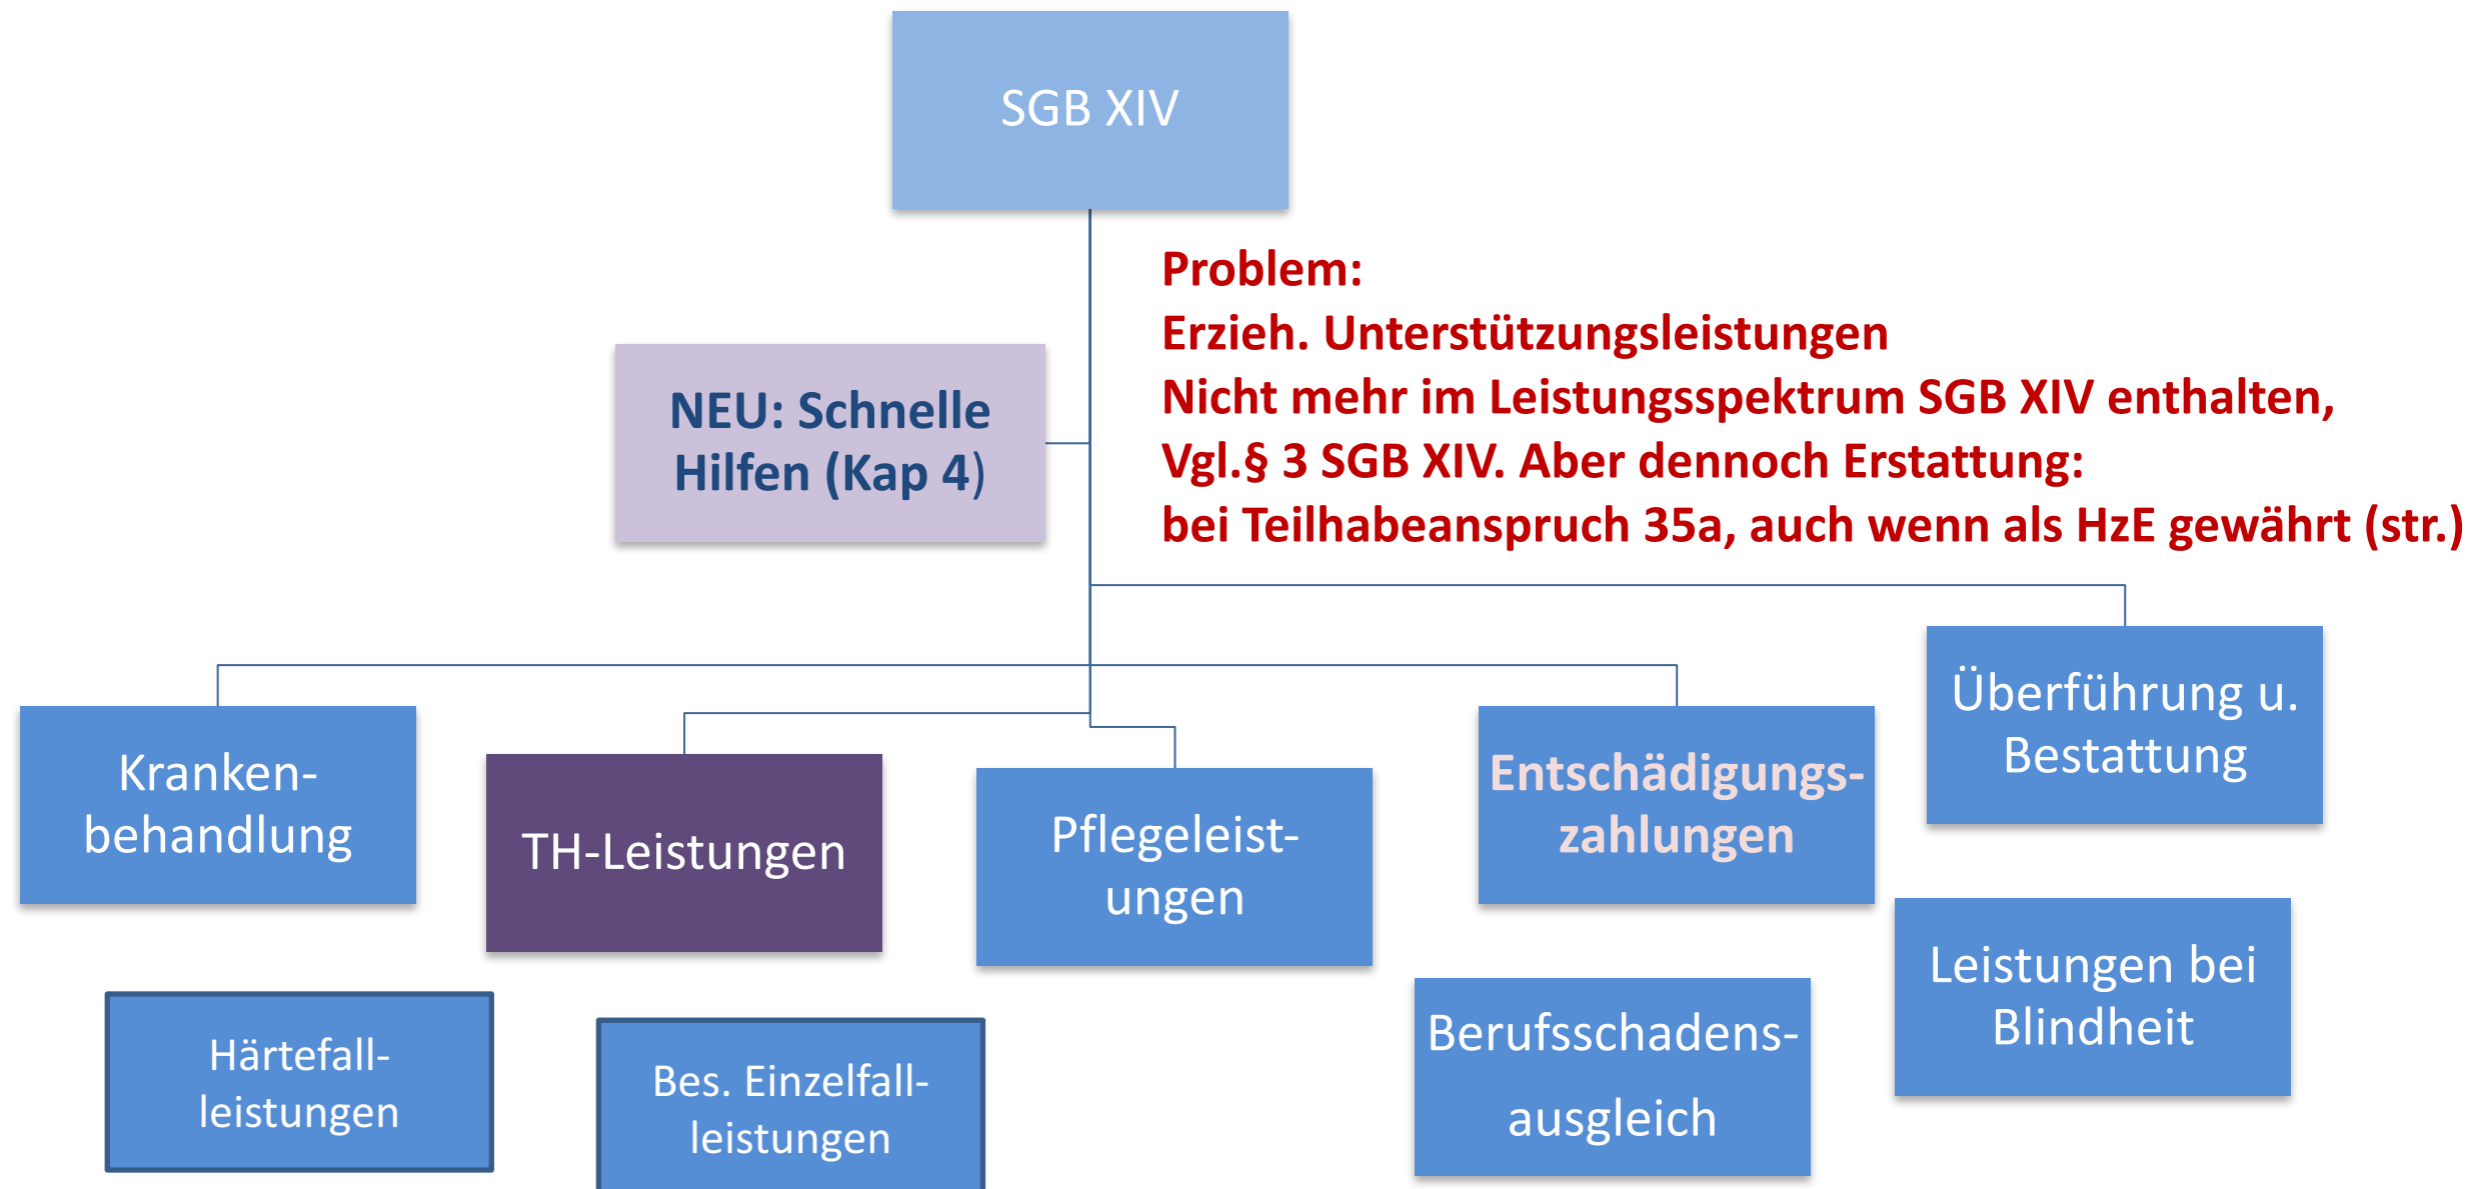 SGB XIV
Problem:
Erzieh. Unterstützungsleistungen
Nicht mehr im Leistungsspektrum SGB XIV enthalten,
Vgl.§ 3 SGB XIV. Aber dennoch Erstattung:
bei Teilhabeanspruch 35a, auch wenn als HzE gewährt (str.)
NEU: Schnelle
Hilfen (Kap 4)
Kranken-
behandlung
TH-Leistungen
Pflegeleist-
ungen
Entschädigungs-
zahlungen
Überführung u.
Bestattung
Härtefall-
leistungen
Bes. Einzelfall-
leistungen
Berufsschadens-
ausgleich
Leistungen bei
Blindheit